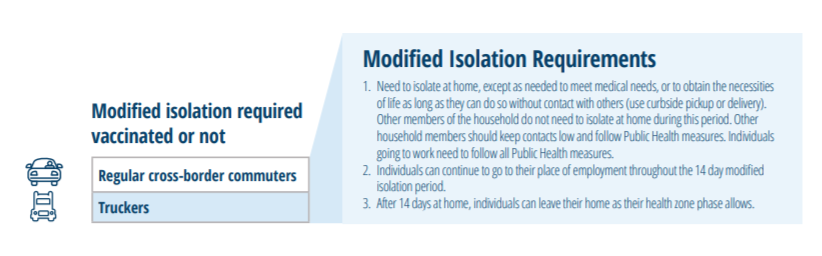 Modified Isolation Requirements
1. Need to isolate at home, except as needed to meet medical needs, or to obtain the necessities
of life as long as they can do so without contact with others (use curbside pickup or delivery).
Other members of the household do not need to isolate at home during this period. Other
household members should keep contacts low and follow Public Health measures. Individuals
going to work need to follow all Public Health measures.
2. Individuals can continue to go to their place of employment throughout the 14 day modified
isolation period.
3. After 14 days at home, individuals can leave their home as their health zone phase allows.
Modified isolation required
vaccinated or not
Regular cross-border commuters
Truckers